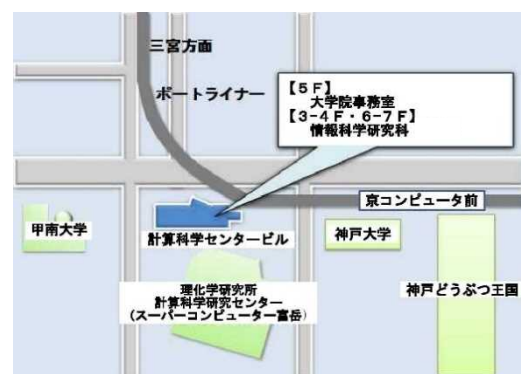 三宮方面
ポートライナー
【5F】
大学院事務室
【3-4F・6-7F】
情報科学研究科
京コンピュータ前
甲南大学
計算科学センタービル
神戸大学
理化学研究所
計算科学研究センター
(スーパーコンピューター富岳)
神戸どうぶつ王国